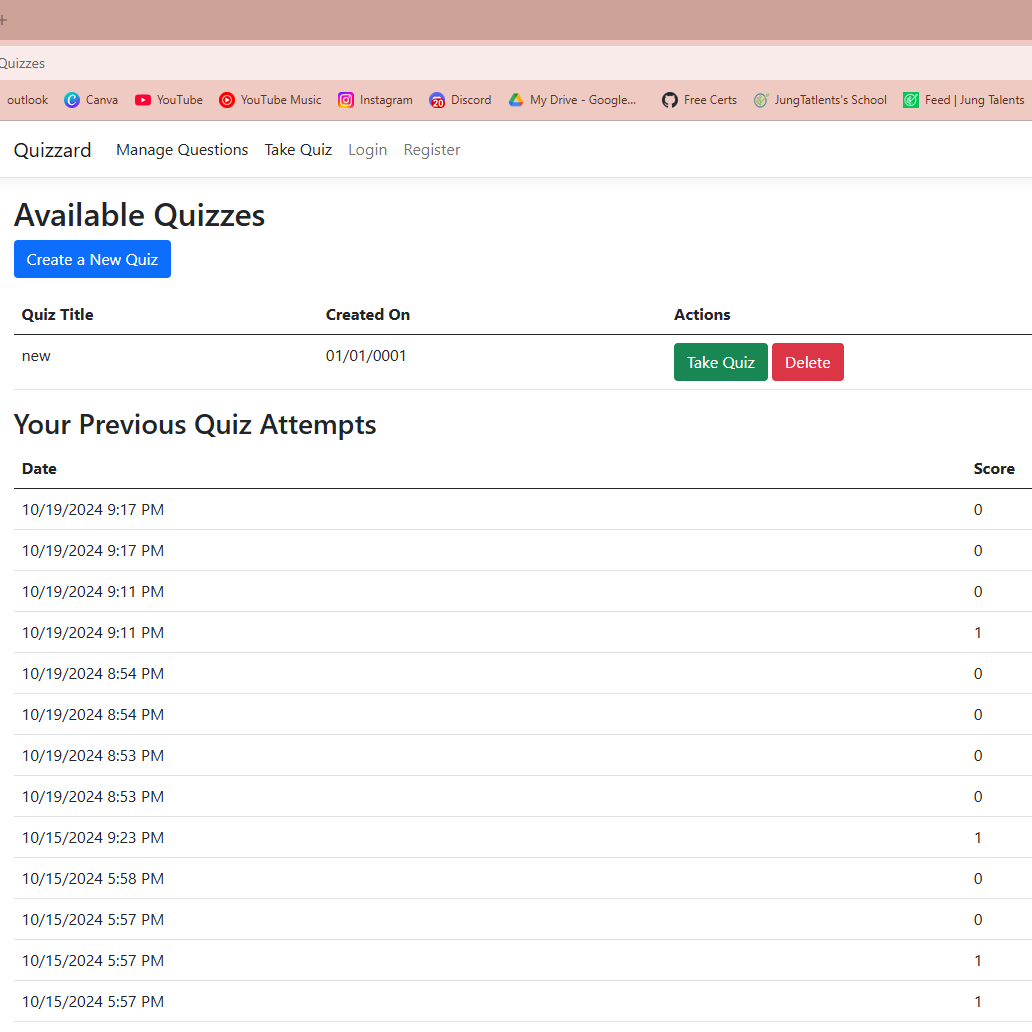 +
Quizzes
outlook Canva YouTube YouTube Music Instagram 20 Discord My Drive - Google... Free Certs JungTatlents's School Feed | Jung Talents
Quizzard Manage Questions Take Quiz Login Register
Available Quizzes
Create a New Quiz
Quiz Title Created On Actions
new 01/01/0001 Take Quiz Delete
Your Previous Quiz Attempts
Date Score
10/19/2024 9:17 PM 0
10/19/2024 9:17 PM 0
10/19/2024 9:11 PM 0
10/19/2024 9:11 PM 1
10/19/2024 8:54 PM 0
10/19/2024 8:54 PM 0
10/19/2024 8:53 PM 0
10/19/2024 8:53 PM 0
10/15/2024 9:23 PM 1
10/15/2024 5:58 PM 0
10/15/2024 5:57 PM 0
10/15/2024 5:57 PM 1
10/15/2024 5:57 PM 1